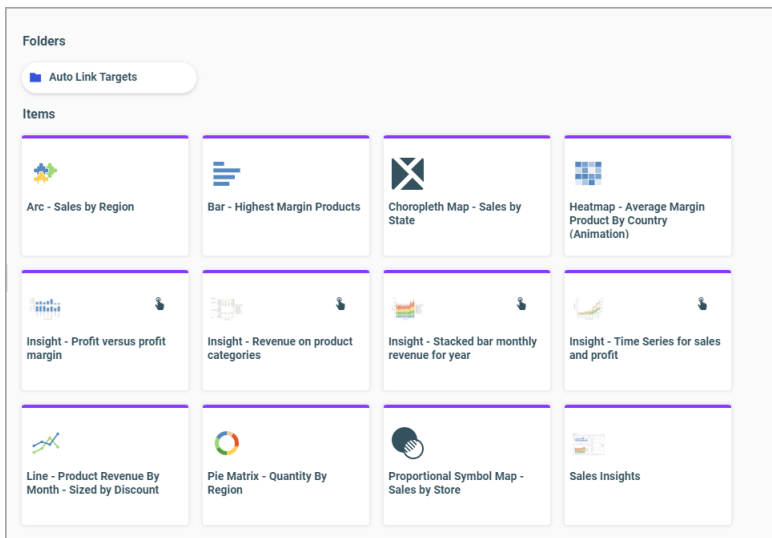 Folders
Auto Link Targets
Items
Arc - Sales by Region
Bar - Highest Margin Products
Choropleth Map - Sales by
State
Heatmap - Average Margin
Product By Country
(Animation)
Insight - Profit versus profit
margin
Insight - Revenue on product
categories
Insight - Stacked bar monthly
revenue for year
Insight - Time Series for sales
and profit
Line - Product Revenue By
Month - Sized by Discount
Pie Matrix - Quantity By
Region
Proportional Symbol Map -
Sales by Store
Sales Insights